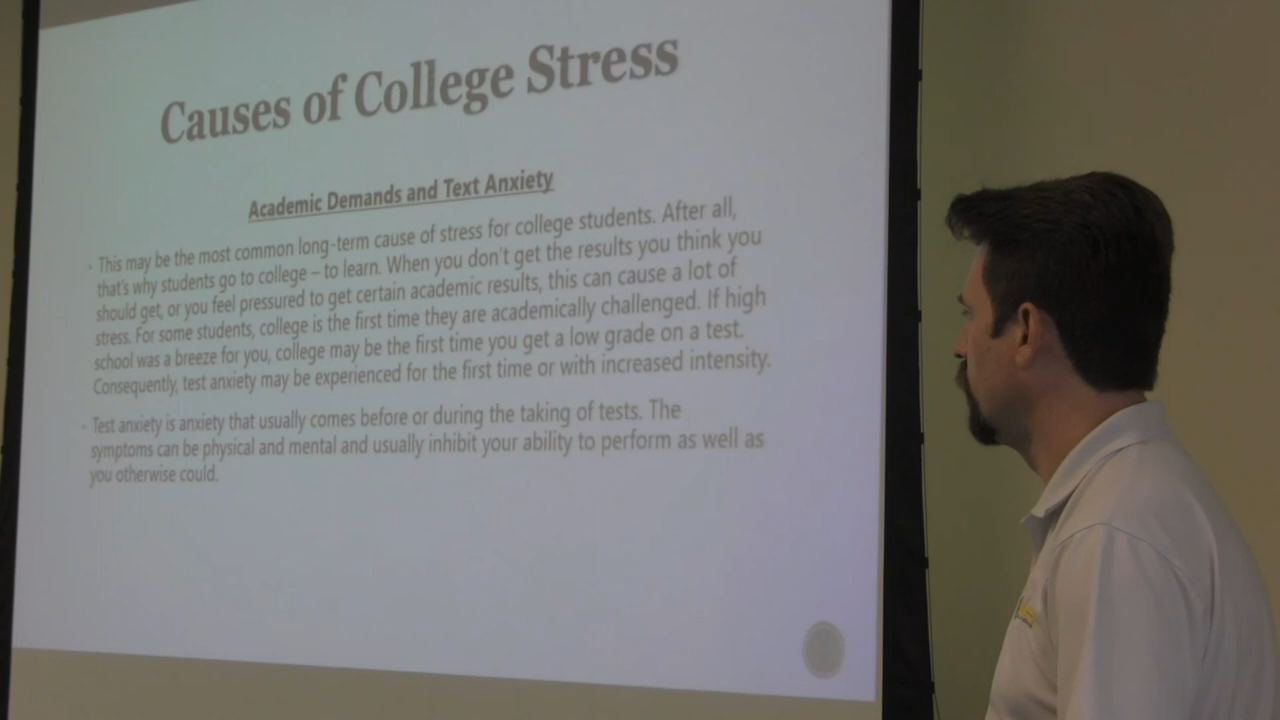 Causes of College Stress
Academic Demands and Text Anxiety
This may be the most common long-term cause of stress for college students. After all,
that's why students go to college – to learn. When you don't get the results you think you
should get, or you feel pressured to get certain academic results, this can cause a lot of
stress. For some students, college is the first time they are academically challenged. If high
school was a breeze for you, college may be the first time you get a low grade on a test.
Consequently, test anxiety may be experienced for the first time or with increased intensity.
Test anxiety is anxiety that usually comes before or during the taking of tests. The
symptoms can be physical and mental and usually inhibit your ability to perform as well as
you otherwise could.